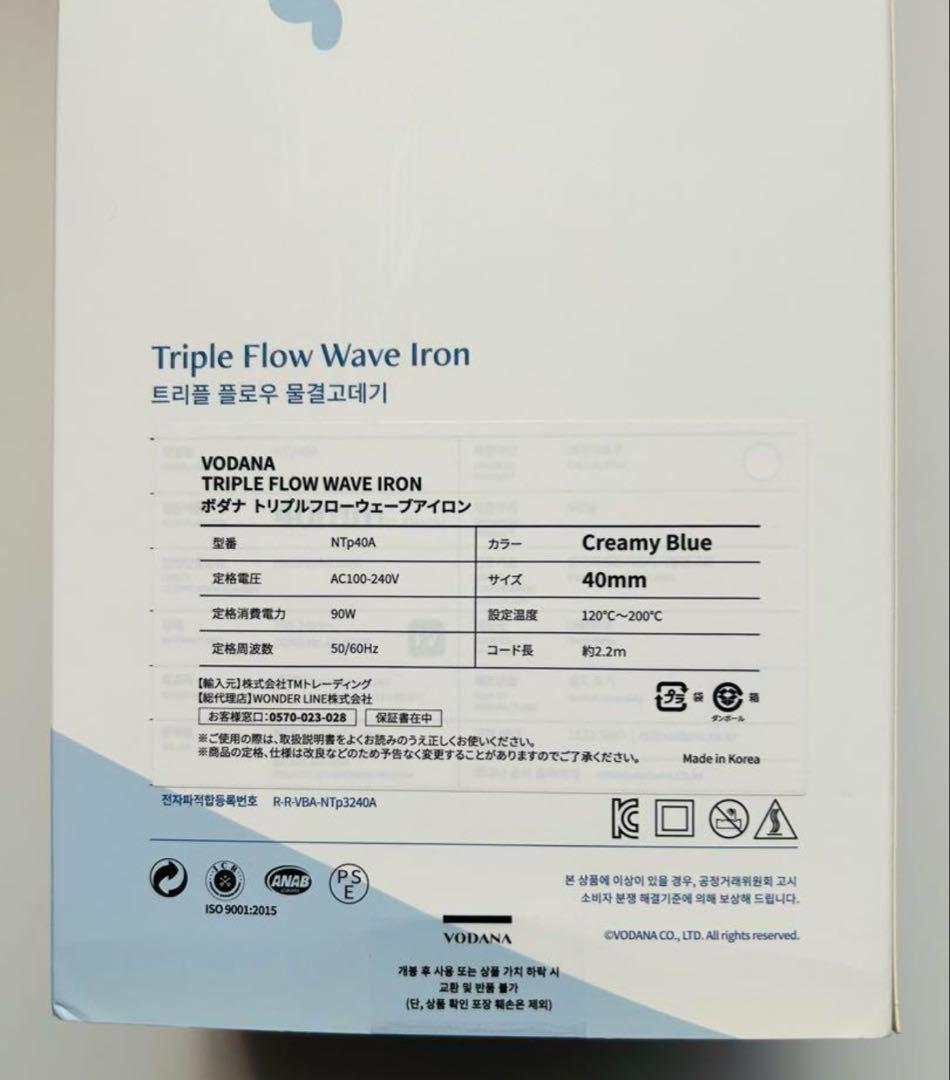 Triple Flow Wave Iron
트리플 플로우 물결고데기
VODANA
TRIPLE FLOW WAVE IRON
ボダナ トリプルフローウェーブアイロン
型番 NTp40A カラー Creamy Blue
定格電圧 AC100-240V サイズ 40mm
定格消費電力 90W 設定温度 120℃～200℃
定格周波数 50/60Hz コード長 約2.2m
【輸入元】株式会社TMトレーディング
【総代理店】WONDER LINE株式会社
お客様窓口：0570-023-028 保証書在中
プラ 袋 箱
ダンボール
※ご使用の際は、取扱説明書をよくお読みのうえ正しくお使いください。
※商品の定格、仕様は改良などのため予告なく変更することがありますのでご了承ください。
Made in Korea
전자파적합등록번호 R-R-VBA-NTp3240A
ICR ANAB PSE
ISO 9001:2015
본 상품에 이상이 있을 경우, 공정거래위원회 고시
소비자 분쟁 해결기준에 의해 보상해 드립니다.
VODANA
©VODANA CO., LTD. All rights reserved.
개봉 후 사용 또는 상품 가치 하락 시
교환 및 반품 불가
(단, 상품 확인 포장 훼손은 제외)